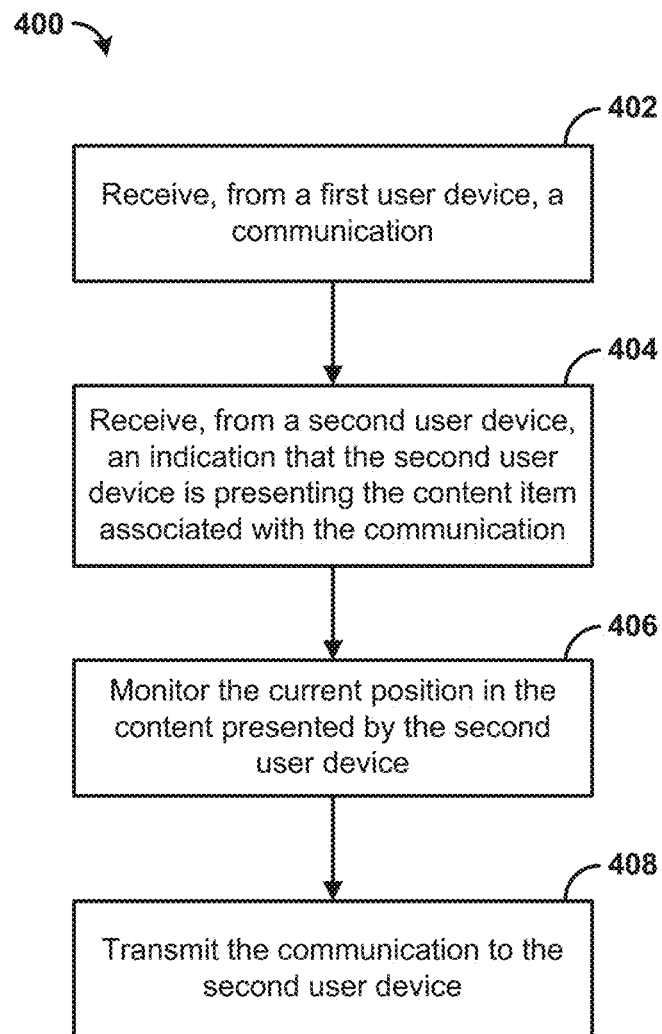 400
402
Receive, from a first user device, a
communication
404
Receive, from a second user device,
an indication that the second user
device is presenting the content item
associated with the communication
406
Monitor the current position in the
content presented by the second
user device
408
Transmit the communication to the
second user device